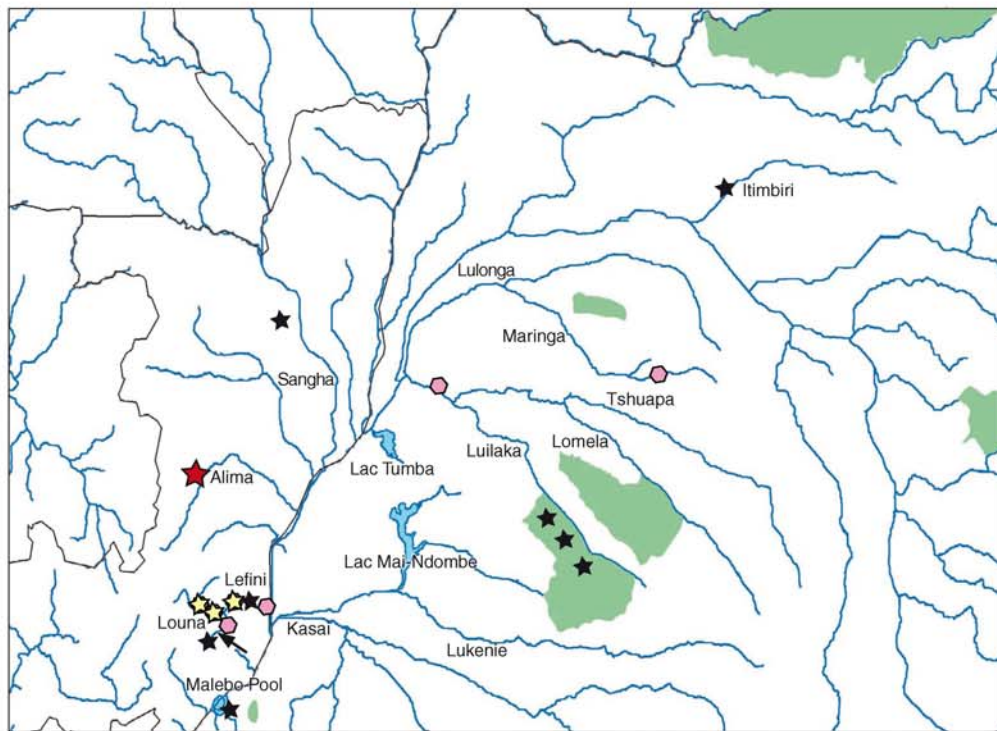 Itimbiri
Lulonga
Maringa
Sangha
Tshuapa
Lomela
Luilaka
Lac Tumba
Alima
Lac Mai-Ndombe
Lefini
Louna
Kasai
Lukenie
Malebo Pool